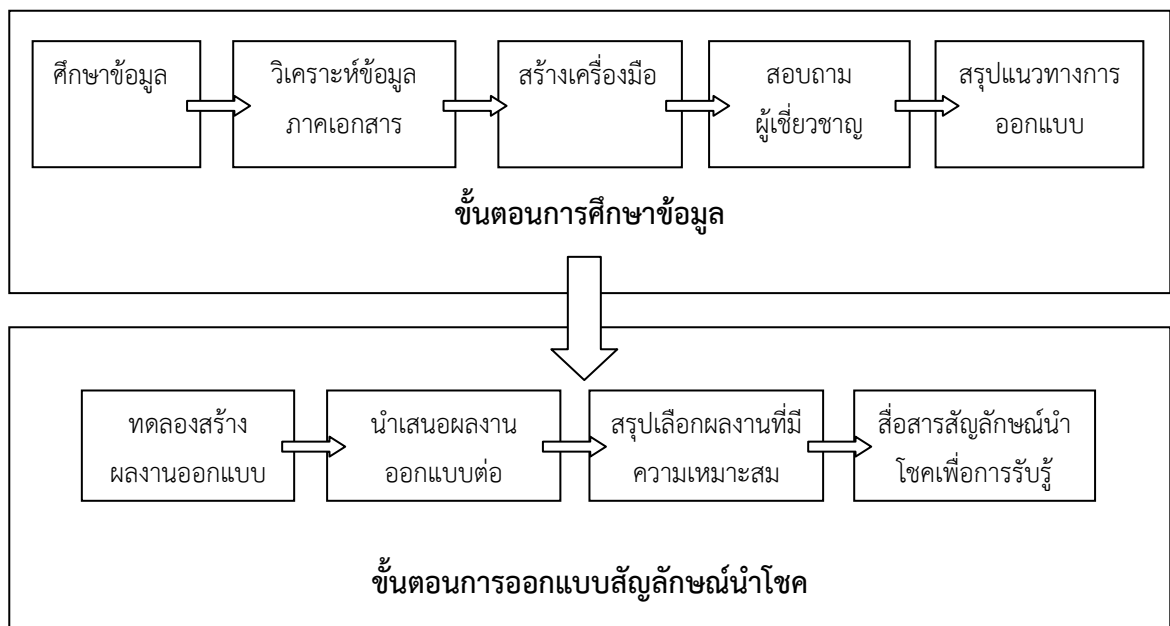 ศึกษาข้อมูล
วิเคราะห์ข้อมูล
ภาคเอกสาร
สร้างเครื่องมือ
สอบถาม
ผู้เชี่ยวชาญ
สรุปแนวทางการ
ออกแบบ
ขั้นตอนการศึกษาข้อมูล
ทดลองสร้าง
ผลงานออกแบบ
นำเสนอผลงาน
ออกแบบต่อ
สรุปเลือกผลงานที่มี
ความเหมาะสม
สื่อสารสัญลักษณ์นำ
โชคเพื่อการรับรู้
ขั้นตอนการออกแบบสัญลักษณ์นำโชค